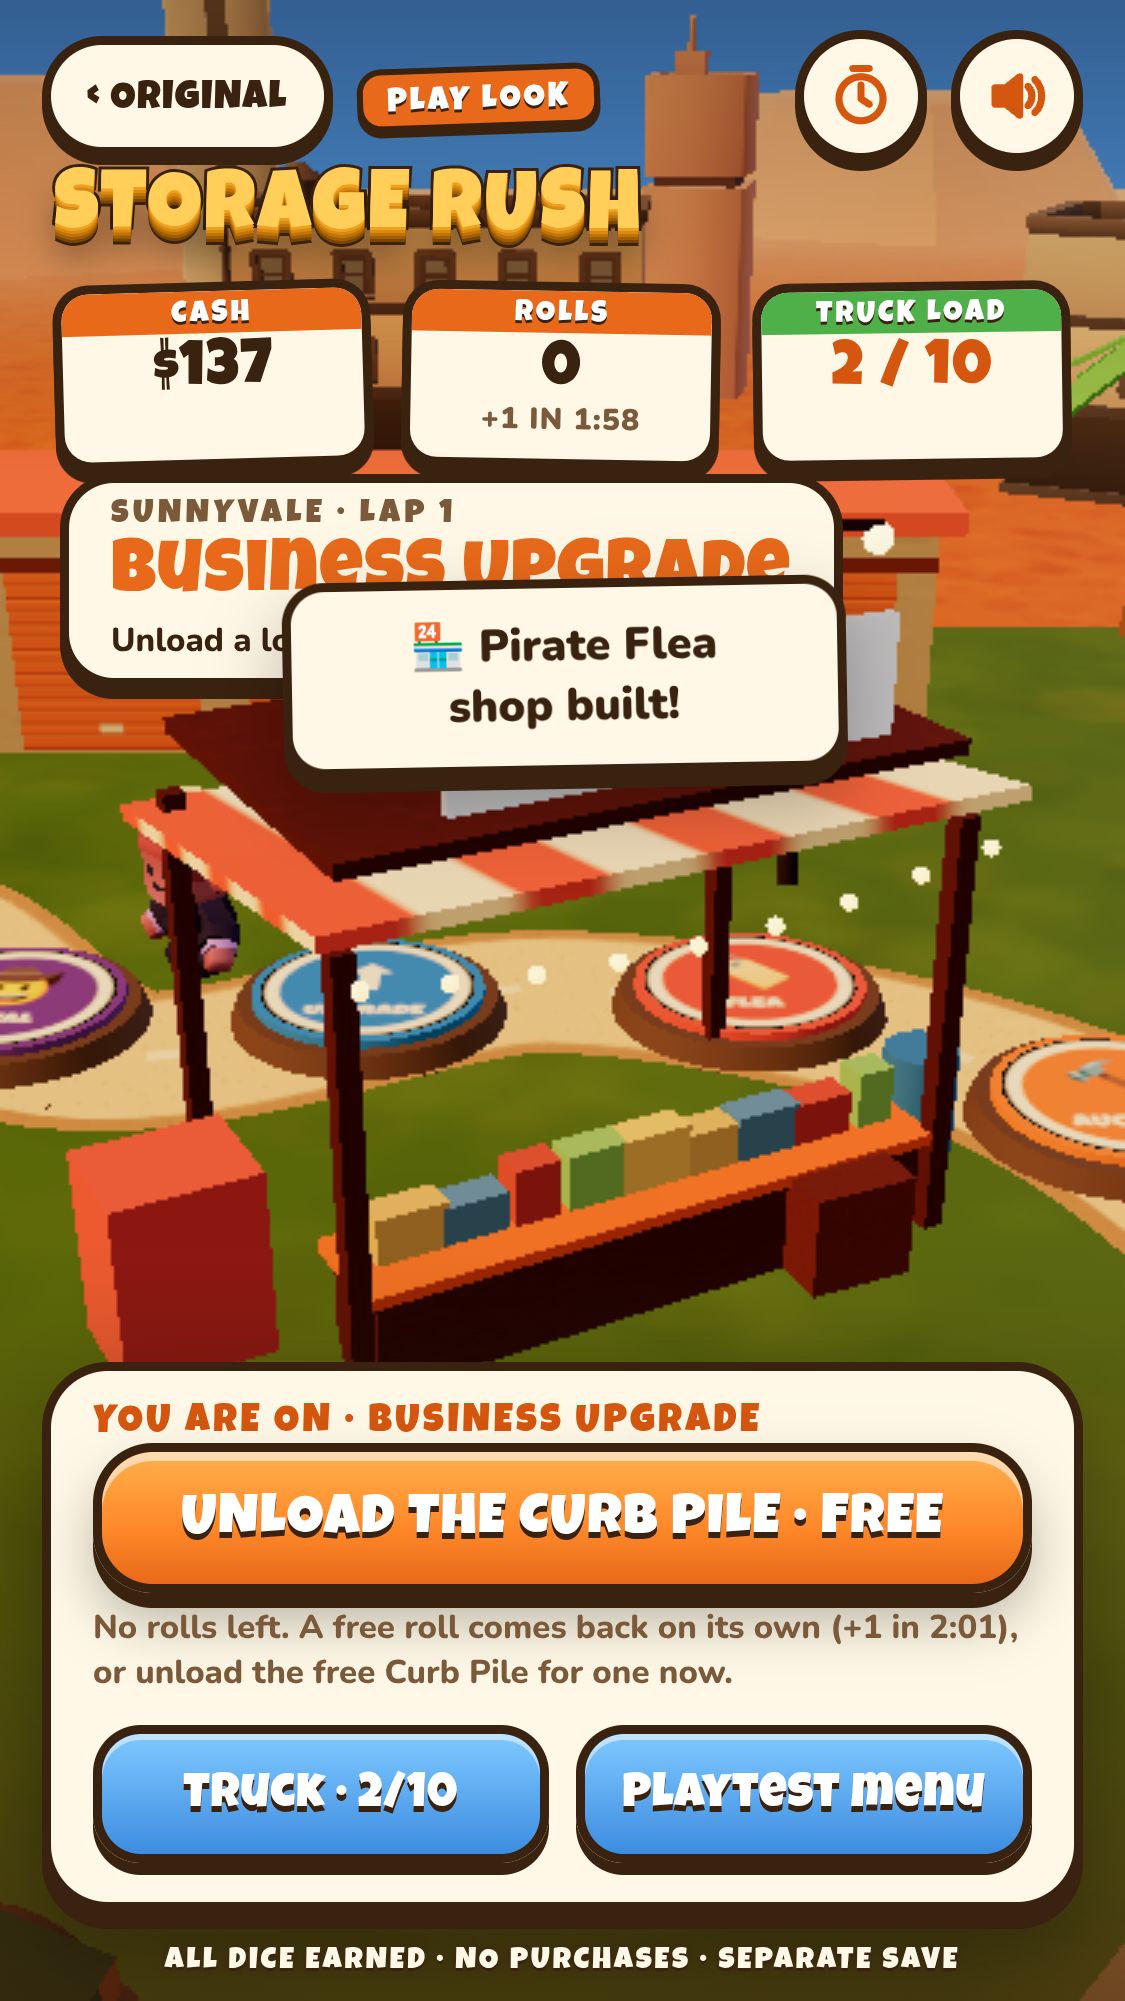 ‹ ORIGINAL
PLAY LOOK
STORAGE RUSH
CASH
$137
ROLLS
0
+1 IN 1:58
TRUCK LOAD
2 / 10
SUNNYVALE · LAP 1
BUSINESS UPGRADE
Unload a
24
Pirate Flea
shop built!
FLEA
YOU ARE ON · BUSINESS UPGRADE
UNLOAD THE CURB PILE · FREE
No rolls left. A free roll comes back on its own (+1 in 2:01),
or unload the free Curb Pile for one now.
TRUCK · 2/10
PLAYTEST MENU
ALL DICE EARNED · NO PURCHASES · SEPARATE SAVE